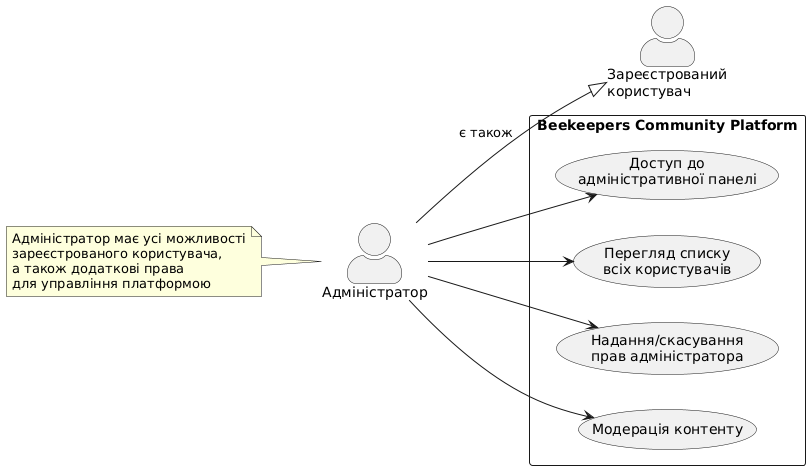 Зареєстрований
користувач
є також
Beekeepers Community Platform
Доступ до
адміністративної панелі
Адміністратор має усі можливості
зареєстрованого користувача,
а також додаткові права
для управління платформою
Адміністратор
Перегляд списку
всіх користувачів
Надання/скасування
прав адміністратора
Модерація контенту